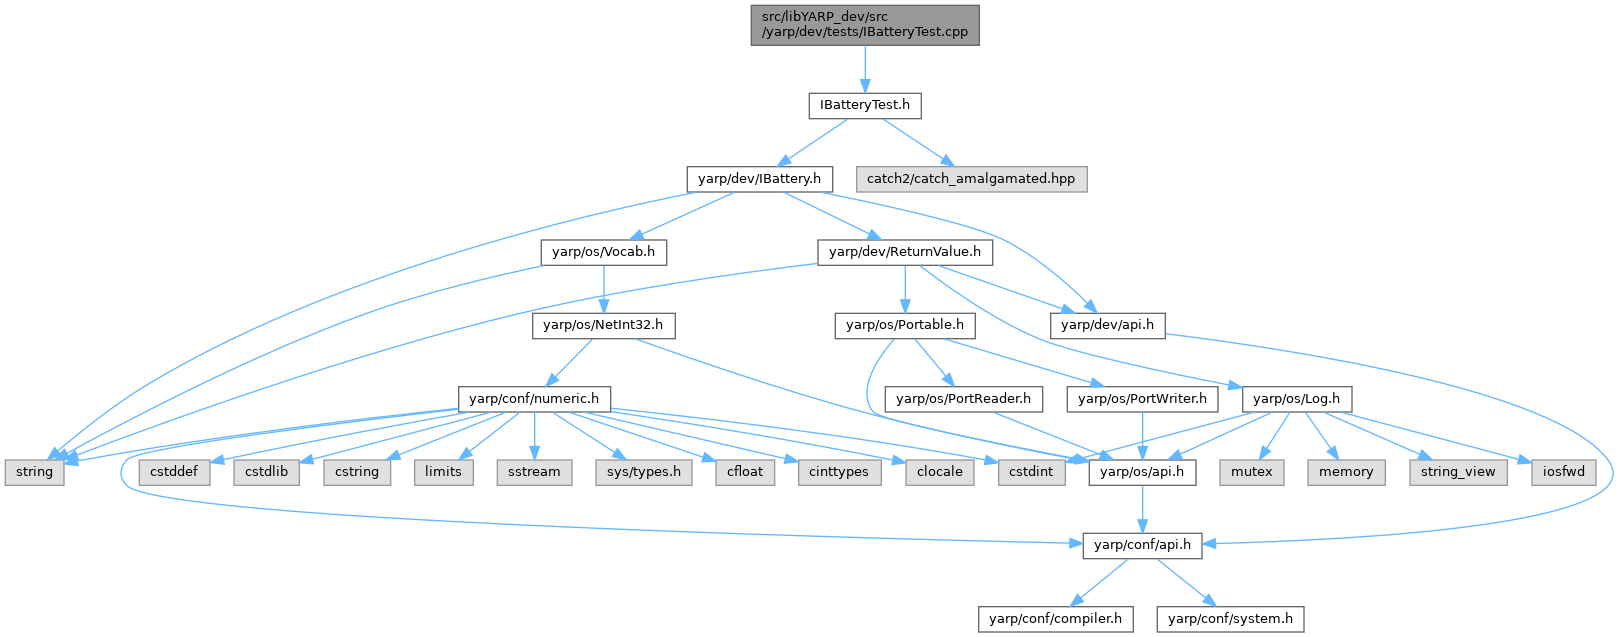 src/libYARP_dev/src
/yarp/dev/tests/IBatteryTest.cpp
IBatteryTest.h
yarp/dev/IBattery.h
catch2/catch_amalgamated.hpp
yarp/os/Vocab.h
yarp/dev/ReturnValue.h
yarp/os/NetInt32.h
yarp/os/Portable.h
yarp/dev/api.h
yarp/conf/numeric.h
yarp/os/PortReader.h
yarp/os/PortWriter.h
yarp/os/Log.h
string
cstddef
cstdlib
cstring
limits
sstream
sys/types.h
cfloat
cinttypes
clocale
cstdint
yarp/os/api.h
mutex
memory
string_view
iosfwd
yarp/conf/api.h
yarp/conf/compiler.h
yarp/conf/system.h